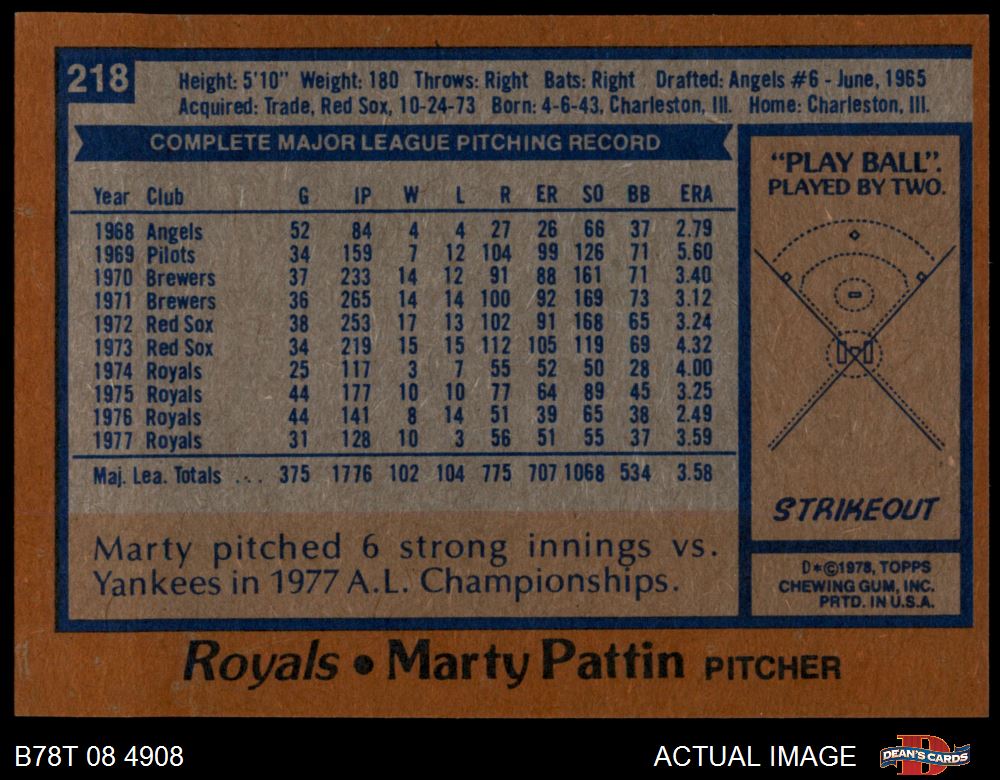 218
Height: 5'10" Weight: 180 Throws: Right Bats: Right Drafted: Angels #6 - June, 1965
Acquired: Trade, Red Sox, 10-24-73 Born: 4-6-43, Charleston, Ill. Home: Charleston, Ill.
COMPLETE MAJOR LEAGUE PITCHING RECORD
Year Club G IP W L R ER SO BB ERA
1968 Angels 52 84 4 4 27 26 66 37 2.79
1969 Pilots 34 159 7 12 104 99 126 71 5.60
1970 Brewers 37 233 14 12 91 88 161 71 3.40
1971 Brewers 36 265 14 14 100 92 169 73 3.12
1972 Red Sox 38 253 17 13 102 91 168 65 3.24
1973 Red Sox 34 219 15 15 112 105 119 69 4.32
1974 Royals 25 117 3 7 55 52 50 28 4.00
1975 Royals 44 177 10 10 77 64 89 45 3.25
1976 Royals 44 141 8 14 51 39 65 38 2.49
1977 Royals 31 128 10 3 56 51 55 37 3.59
Maj. Lea. Totals ... 375 1776 102 104 775 707 1068 534 3.58
Marty pitched 6 strong innings vs.
Yankees in 1977 A.L. Championships.
"PLAY BALL".
PLAYED BY TWO.
STRIKEOUT
D*©1978, TOPPS
CHEWING GUM, INC.
PRTD. IN U.S.A.
Royals • Marty Pattin PITCHER
B78T 08 4908
ACTUAL IMAGE
DEAN'S CARDS